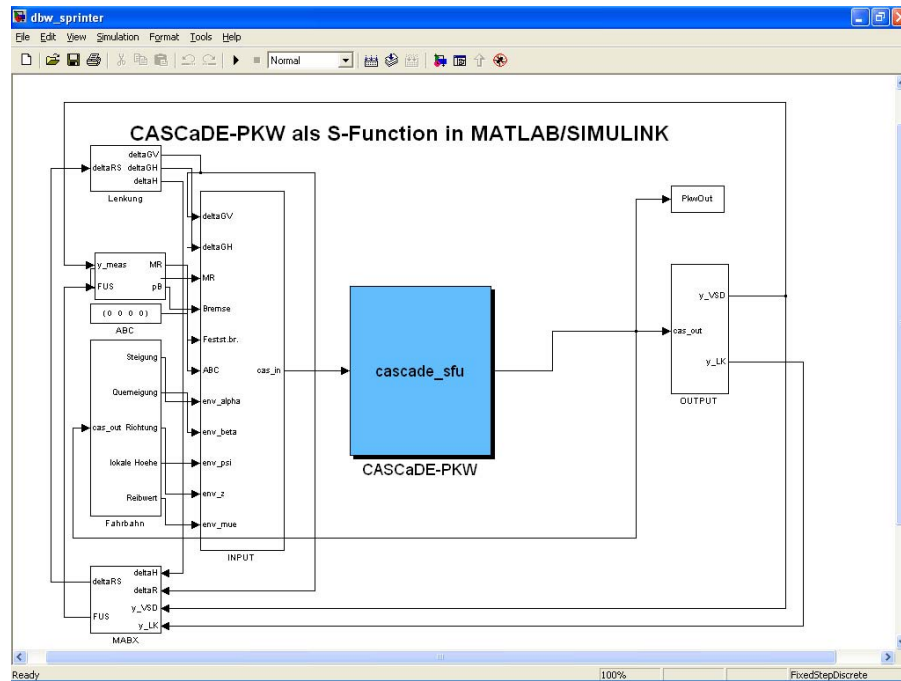 dbw_sprinter
File Edit View Simulation Format Tools Help
Normal
CASCaDE-PKW als S-Function in MATLAB/SIMULINK
deltaGV
deltaRS deltaGH
deltaH
Lenkung
y_meas MR
FUS pB
(0 0 0 0)
ABC
Steigung
Querneigung
cas_out Richtung
lokale Hoehe
Reibwert
Fahrbahn
deltaGV
deltaGH
MR
Bremse
Festst.br.
ABC cas_in
env_alpha
env_beta
env_psi
env_z
env_mue
INPUT
cascade_sfu
CASCaDE-PKW
PkwOut
y_VSD
cas_out
y_LK
OUTPUT
deltaH
deltaRS deltaR
y_VSD
FUS
y_LK
MABX
Ready 100% FixedStepDiscrete